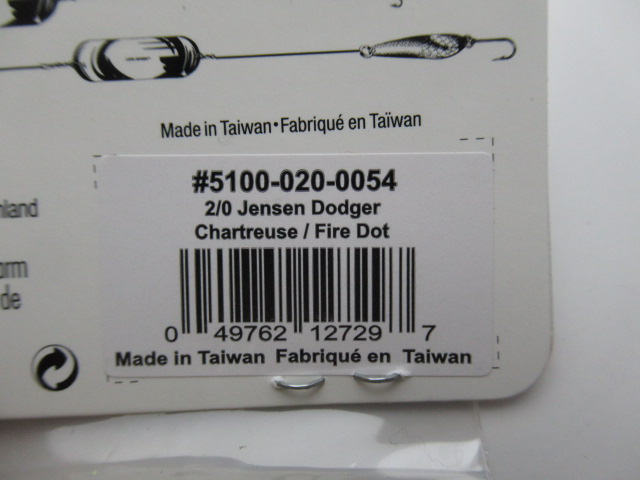 Made in Taiwan•Fabriqué en Taïwan
#5100-020-0054
2/0 Jensen Dodger
Chartreuse / Fire Dot
0 49762 12729 7
Made in Taiwan Fabriqué en Taiwan
de